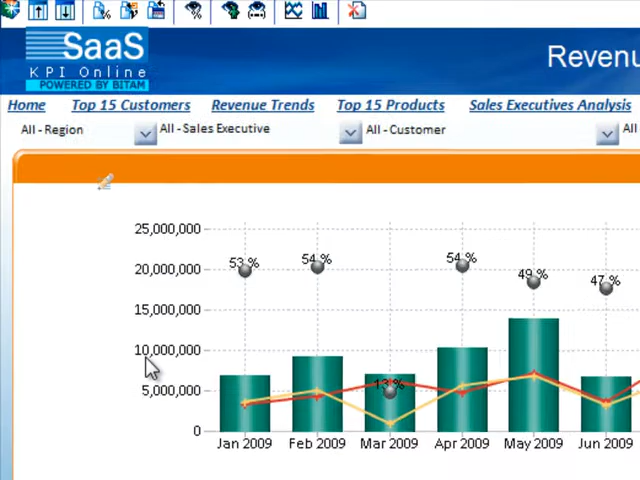 SaaS
KPI Online
POWERED BY BITAM
Revenu
Home Top 15 Customers Revenue Trends Top 15 Products Sales Executives Analysis
All - Region All - Sales Executive All - Customer All
25,000,000
20,000,000
15,000,000
10,000,000
5,000,000
0
53 % 54 % 13 % 54 % 49 % 47 %
Jan 2009 Feb 2009 Mar 2009 Apr 2009 May 2009 Jun 2009